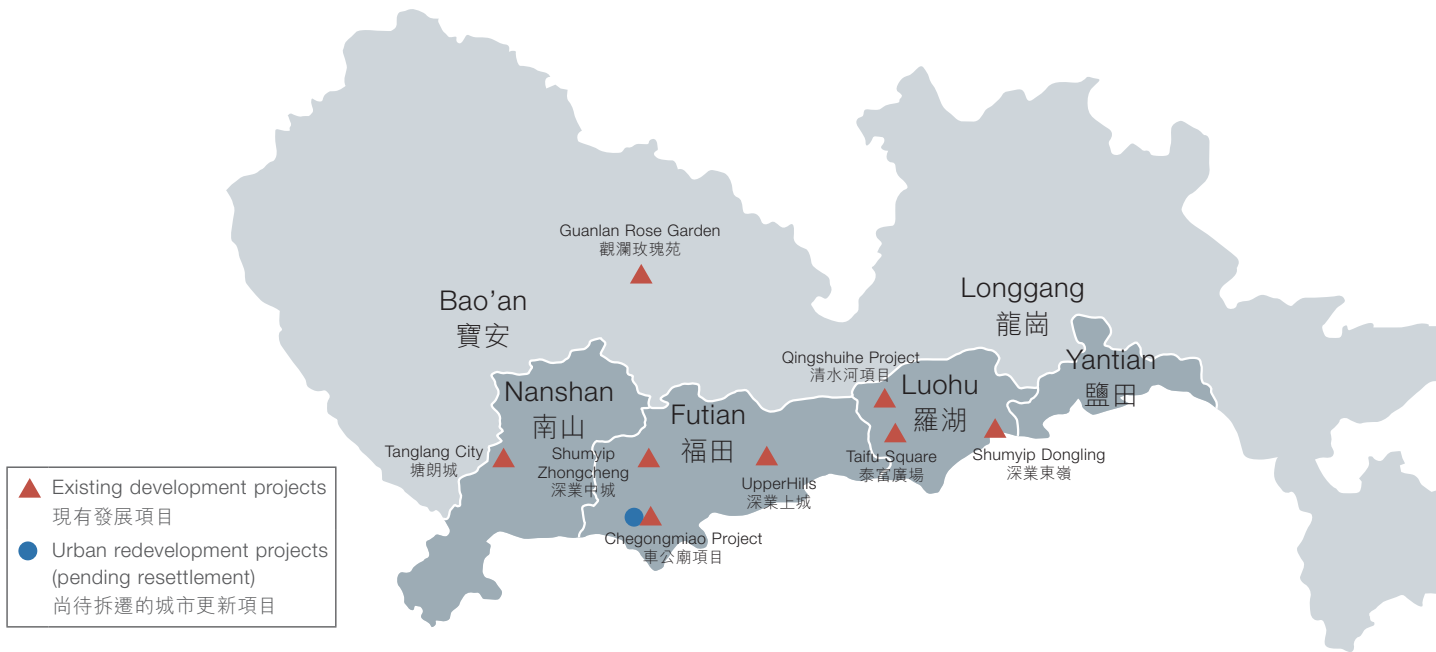 Guanlan Rose Garden
觀瀾玫瑰苑
Bao’an
寶安
Longgang
龍崗
Qingshuihe Project
清水河項目
Yantian
鹽田
Nanshan
南山
Futian
福田
Luohu
羅湖
Tanglang City
塘朗城
Shumyip
Zhongcheng
深業中城
UpperHills
深業上城
Taifu Square
泰富廣場
Shumyip Dongling
深業東嶺
Chegongmiao Project
車公廟項目
Existing development projects
現有發展項目
Urban redevelopment projects
(pending resettlement)
尚待拆遷的城市更新項目